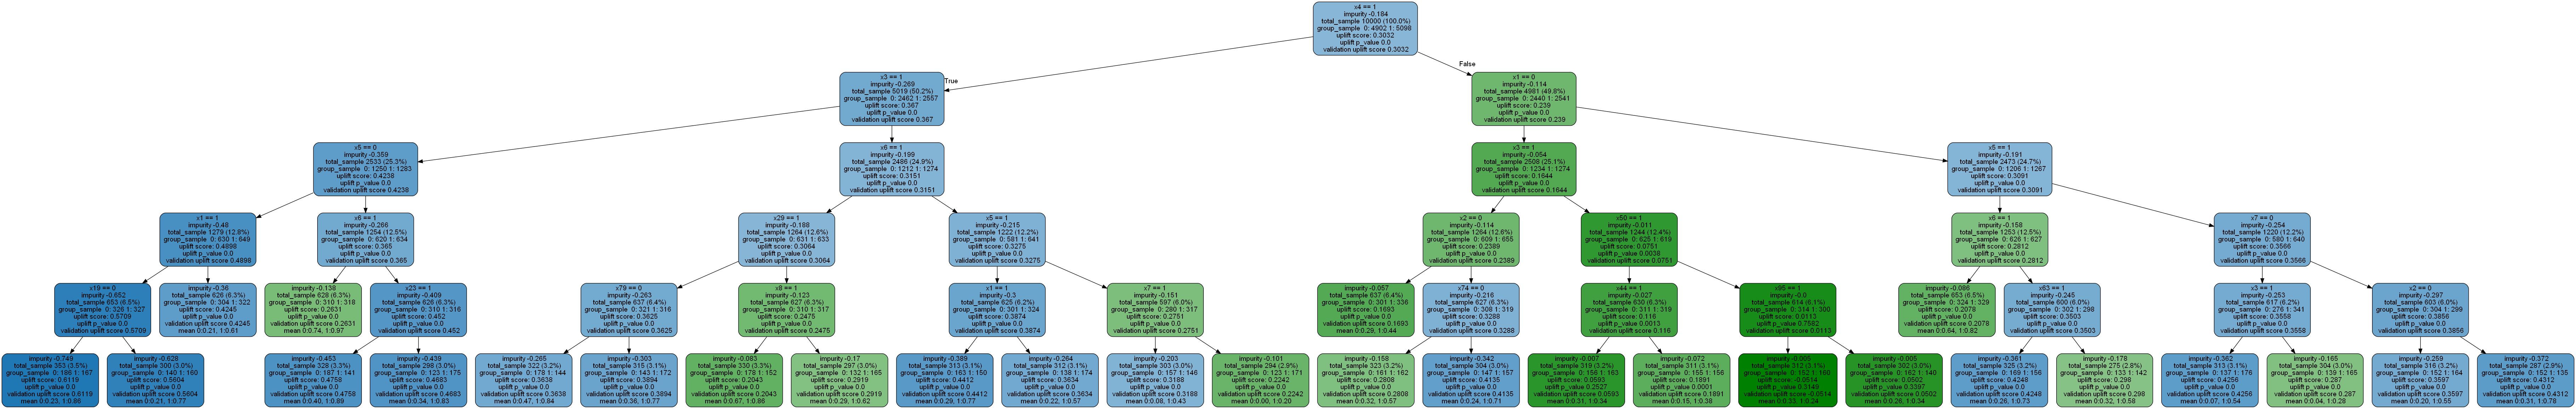 x4 == 1
impurity -0.184
total_sample 10000 (100.0%)
group_sample 0: 4902 1: 5098
uplift score: 0.3032
uplift p_value 0.0
validation uplift score 0.3032
True
False
x3 == 1
impurity -0.269
total_sample 5019 (50.2%)
group_sample 0: 2462 1: 2557
uplift score: 0.367
uplift p_value 0.0
validation uplift score 0.367
x1 == 0
impurity -0.114
total_sample 4981 (49.8%)
group_sample 0: 2440 1: 2541
uplift score: 0.239
uplift p_value 0.0
validation uplift score 0.239
x5 == 0
impurity -0.359
total_sample 2533 (25.3%)
group_sample 0: 1250 1: 1283
uplift score: 0.4238
uplift p_value 0.0
validation uplift score 0.4238
x6 == 1
impurity -0.199
total_sample 2486 (24.9%)
group_sample 0: 1212 1: 1274
uplift score: 0.3151
uplift p_value 0.0
validation uplift score 0.3151
x3 == 1
impurity -0.054
total_sample 2508 (25.1%)
group_sample 0: 1234 1: 1274
uplift score: 0.1644
uplift p_value 0.0
validation uplift score 0.1644
x5 == 1
impurity -0.191
total_sample 2473 (24.7%)
group_sample 0: 1206 1: 1267
uplift score: 0.3091
uplift p_value 0.0
validation uplift score 0.3091
x1 == 1
impurity -0.48
total_sample 1279 (12.8%)
group_sample 0: 630 1: 649
uplift score: 0.4898
uplift p_value 0.0
validation uplift score 0.4898
x6 == 1
impurity -0.266
total_sample 1254 (12.5%)
group_sample 0: 620 1: 634
uplift score: 0.365
uplift p_value 0.0
validation uplift score 0.365
x29 == 1
impurity -0.188
total_sample 1264 (12.6%)
group_sample 0: 631 1: 633
uplift score: 0.3064
uplift p_value 0.0
validation uplift score 0.3064
x5 == 1
impurity -0.215
total_sample 1222 (12.2%)
group_sample 0: 581 1: 641
uplift score: 0.3275
uplift p_value 0.0
validation uplift score 0.3275
x2 == 0
impurity -0.114
total_sample 1264 (12.6%)
group_sample 0: 609 1: 655
uplift score: 0.2389
uplift p_value 0.0
validation uplift score 0.2389
x50 == 1
impurity -0.011
total_sample 1244 (12.4%)
group_sample 0: 625 1: 619
uplift score: 0.0751
uplift p_value 0.0038
validation uplift score 0.0751
x6 == 1
impurity -0.158
total_sample 1253 (12.5%)
group_sample 0: 626 1: 627
uplift score: 0.2812
uplift p_value 0.0
validation uplift score 0.2812
x7 == 0
impurity -0.254
total_sample 1220 (12.2%)
group_sample 0: 580 1: 640
uplift score: 0.3566
uplift p_value 0.0
validation uplift score 0.3566
x19 == 0
impurity -0.652
total_sample 653 (6.5%)
group_sample 0: 326 1: 327
uplift score: 0.5709
uplift p_value 0.0
validation uplift score 0.5709
impurity -0.36
total_sample 626 (6.3%)
group_sample 0: 304 1: 322
uplift score: 0.4245
uplift p_value 0.0
validation uplift score 0.4245
mean 0:0.21, 1:0.61
impurity -0.138
total_sample 628 (6.3%)
group_sample 0: 310 1: 318
uplift score: 0.2631
uplift p_value 0.0
validation uplift score 0.2631
mean 0:0.74, 1:0.97
x23 == 1
impurity -0.409
total_sample 626 (6.3%)
group_sample 0: 310 1: 316
uplift score: 0.452
uplift p_value 0.0
validation uplift score 0.452
x79 == 0
impurity -0.263
total_sample 637 (6.4%)
group_sample 0: 321 1: 316
uplift score: 0.3625
uplift p_value 0.0
validation uplift score 0.3625
x8 == 1
impurity -0.123
total_sample 627 (6.3%)
group_sample 0: 310 1: 317
uplift score: 0.2475
uplift p_value 0.0
validation uplift score 0.2475
x1 == 1
impurity -0.3
total_sample 625 (6.2%)
group_sample 0: 301 1: 324
uplift score: 0.3874
uplift p_value 0.0
validation uplift score 0.3874
x7 == 1
impurity -0.151
total_sample 597 (6.0%)
group_sample 0: 280 1: 317
uplift score: 0.2751
uplift p_value 0.0
validation uplift score 0.2751
impurity -0.057
total_sample 637 (6.4%)
group_sample 0: 301 1: 336
uplift score: 0.1693
uplift p_value 0.0
validation uplift score 0.1693
mean 0:0.29, 1:0.44
x74 == 0
impurity -0.216
total_sample 627 (6.3%)
group_sample 0: 308 1: 319
uplift score: 0.3288
uplift p_value 0.0
validation uplift score 0.3288
x44 == 1
impurity -0.027
total_sample 630 (6.3%)
group_sample 0: 311 1: 319
uplift score: 0.116
uplift p_value 0.0013
validation uplift score 0.116
x95 == 1
impurity -0.0
total_sample 614 (6.1%)
group_sample 0: 314 1: 300
uplift score: 0.0113
uplift p_value 0.7682
validation uplift score 0.0113
impurity -0.086
total_sample 653 (6.5%)
group_sample 0: 324 1: 329
uplift score: 0.2078
uplift p_value 0.0
validation uplift score 0.2078
mean 0:0.64, 1:0.82
x63 == 1
impurity -0.245
total_sample 600 (6.0%)
group_sample 0: 302 1: 298
uplift score: 0.3503
uplift p_value 0.0
validation uplift score 0.3503
x3 == 1
impurity -0.253
total_sample 617 (6.2%)
group_sample 0: 276 1: 341
uplift score: 0.3558
uplift p_value 0.0
validation uplift score 0.3558
x2 == 0
impurity -0.297
total_sample 603 (6.0%)
group_sample 0: 304 1: 299
uplift score: 0.3856
uplift p_value 0.0
validation uplift score 0.3856
impurity -0.749
total_sample 353 (3.5%)
group_sample 0: 186 1: 167
uplift score: 0.6119
uplift p_value 0.0
validation uplift score 0.6119
mean 0:0.23, 1:0.86
impurity -0.628
total_sample 300 (3.0%)
group_sample 0: 140 1: 160
uplift score: 0.5604
uplift p_value 0.0
validation uplift score 0.5604
mean 0:0.21, 1:0.77
impurity -0.453
total_sample 328 (3.3%)
group_sample 0: 187 1: 141
uplift score: 0.4758
uplift p_value 0.0
validation uplift score 0.4758
mean 0:0.40, 1:0.89
impurity -0.439
total_sample 298 (3.0%)
group_sample 0: 123 1: 175
uplift score: 0.4683
uplift p_value 0.0
validation uplift score 0.4683
mean 0:0.34, 1:0.83
impurity -0.265
total_sample 322 (3.2%)
group_sample 0: 178 1: 144
uplift score: 0.3638
uplift p_value 0.0
validation uplift score 0.3638
mean 0:0.47, 1:0.84
impurity -0.303
total_sample 315 (3.1%)
group_sample 0: 143 1: 172
uplift score: 0.3894
uplift p_value 0.0
validation uplift score 0.3894
mean 0:0.36, 1:0.77
impurity -0.083
total_sample 330 (3.3%)
group_sample 0: 178 1: 152
uplift score: 0.2043
uplift p_value 0.0
validation uplift score 0.2043
mean 0:0.67, 1:0.86
impurity -0.17
total_sample 297 (3.0%)
group_sample 0: 132 1: 165
uplift score: 0.2919
uplift p_value 0.0
validation uplift score 0.2919
mean 0:0.29, 1:0.62
impurity -0.389
total_sample 313 (3.1%)
group_sample 0: 163 1: 150
uplift score: 0.4412
uplift p_value 0.0
validation uplift score 0.4412
mean 0:0.29, 1:0.77
impurity -0.264
total_sample 312 (3.1%)
group_sample 0: 138 1: 174
uplift score: 0.3634
uplift p_value 0.0
validation uplift score 0.3634
mean 0:0.22, 1:0.57
impurity -0.203
total_sample 303 (3.0%)
group_sample 0: 157 1: 146
uplift score: 0.3188
uplift p_value 0.0
validation uplift score 0.3188
mean 0:0.08, 1:0.43
impurity -0.101
total_sample 294 (2.9%)
group_sample 0: 123 1: 171
uplift score: 0.2242
uplift p_value 0.0
validation uplift score 0.2242
mean 0:0.00, 1:0.20
impurity -0.158
total_sample 323 (3.2%)
group_sample 0: 161 1: 162
uplift score: 0.2808
uplift p_value 0.0
validation uplift score 0.2808
mean 0:0.32, 1:0.57
impurity -0.342
total_sample 304 (3.0%)
group_sample 0: 147 1: 157
uplift score: 0.4135
uplift p_value 0.0
validation uplift score 0.4135
mean 0:0.24, 1:0.71
impurity -0.007
total_sample 319 (3.2%)
group_sample 0: 156 1: 163
uplift score: 0.0593
uplift p_value 0.2527
validation uplift score 0.0593
mean 0:0.31, 1:0.34
impurity -0.072
total_sample 311 (3.1%)
group_sample 0: 155 1: 156
uplift score: 0.1891
uplift p_value 0.0001
validation uplift score 0.1891
mean 0:0.15, 1:0.38
impurity -0.005
total_sample 312 (3.1%)
group_sample 0: 152 1: 160
uplift score: -0.0514
uplift p_value 0.3149
validation uplift score -0.0514
mean 0:0.33, 1:0.24
impurity -0.005
total_sample 302 (3.0%)
group_sample 0: 162 1: 140
uplift score: 0.0502
uplift p_value 0.3397
validation uplift score 0.0502
mean 0:0.26, 1:0.34
impurity -0.361
total_sample 325 (3.2%)
group_sample 0: 169 1: 156
uplift score: 0.4248
uplift p_value 0.0
validation uplift score 0.4248
mean 0:0.26, 1:0.73
impurity -0.178
total_sample 275 (2.8%)
group_sample 0: 133 1: 142
uplift score: 0.298
uplift p_value 0.0
validation uplift score 0.298
mean 0:0.32, 1:0.58
impurity -0.362
total_sample 313 (3.1%)
group_sample 0: 137 1: 176
uplift score: 0.4256
uplift p_value 0.0
validation uplift score 0.4256
mean 0:0.07, 1:0.54
impurity -0.165
total_sample 304 (3.0%)
group_sample 0: 139 1: 165
uplift score: 0.287
uplift p_value 0.0
validation uplift score 0.287
mean 0:0.04, 1:0.28
impurity -0.259
total_sample 316 (3.2%)
group_sample 0: 152 1: 164
uplift score: 0.3597
uplift p_value 0.0
validation uplift score 0.3597
mean 0:0.20, 1:0.55
impurity -0.372
total_sample 287 (2.9%)
group_sample 0: 152 1: 135
uplift score: 0.4312
uplift p_value 0.0
validation uplift score 0.4312
mean 0:0.31, 1:0.78